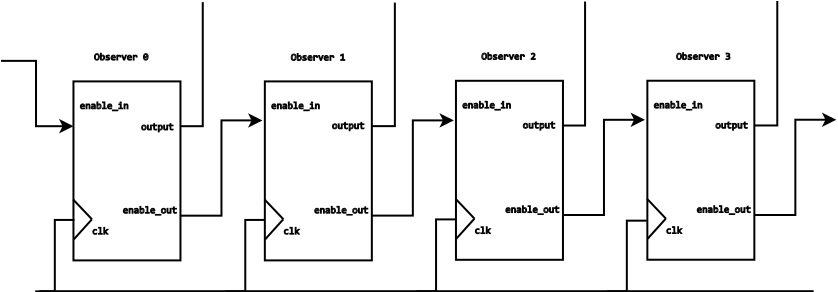 Observer 0
enable_in
output
enable_out
clk
Observer 1
enable_in
output
enable_out
clk
Observer 2
enable_in
output
enable_out
clk
Observer 3
enable_in
output
enable_out
clk